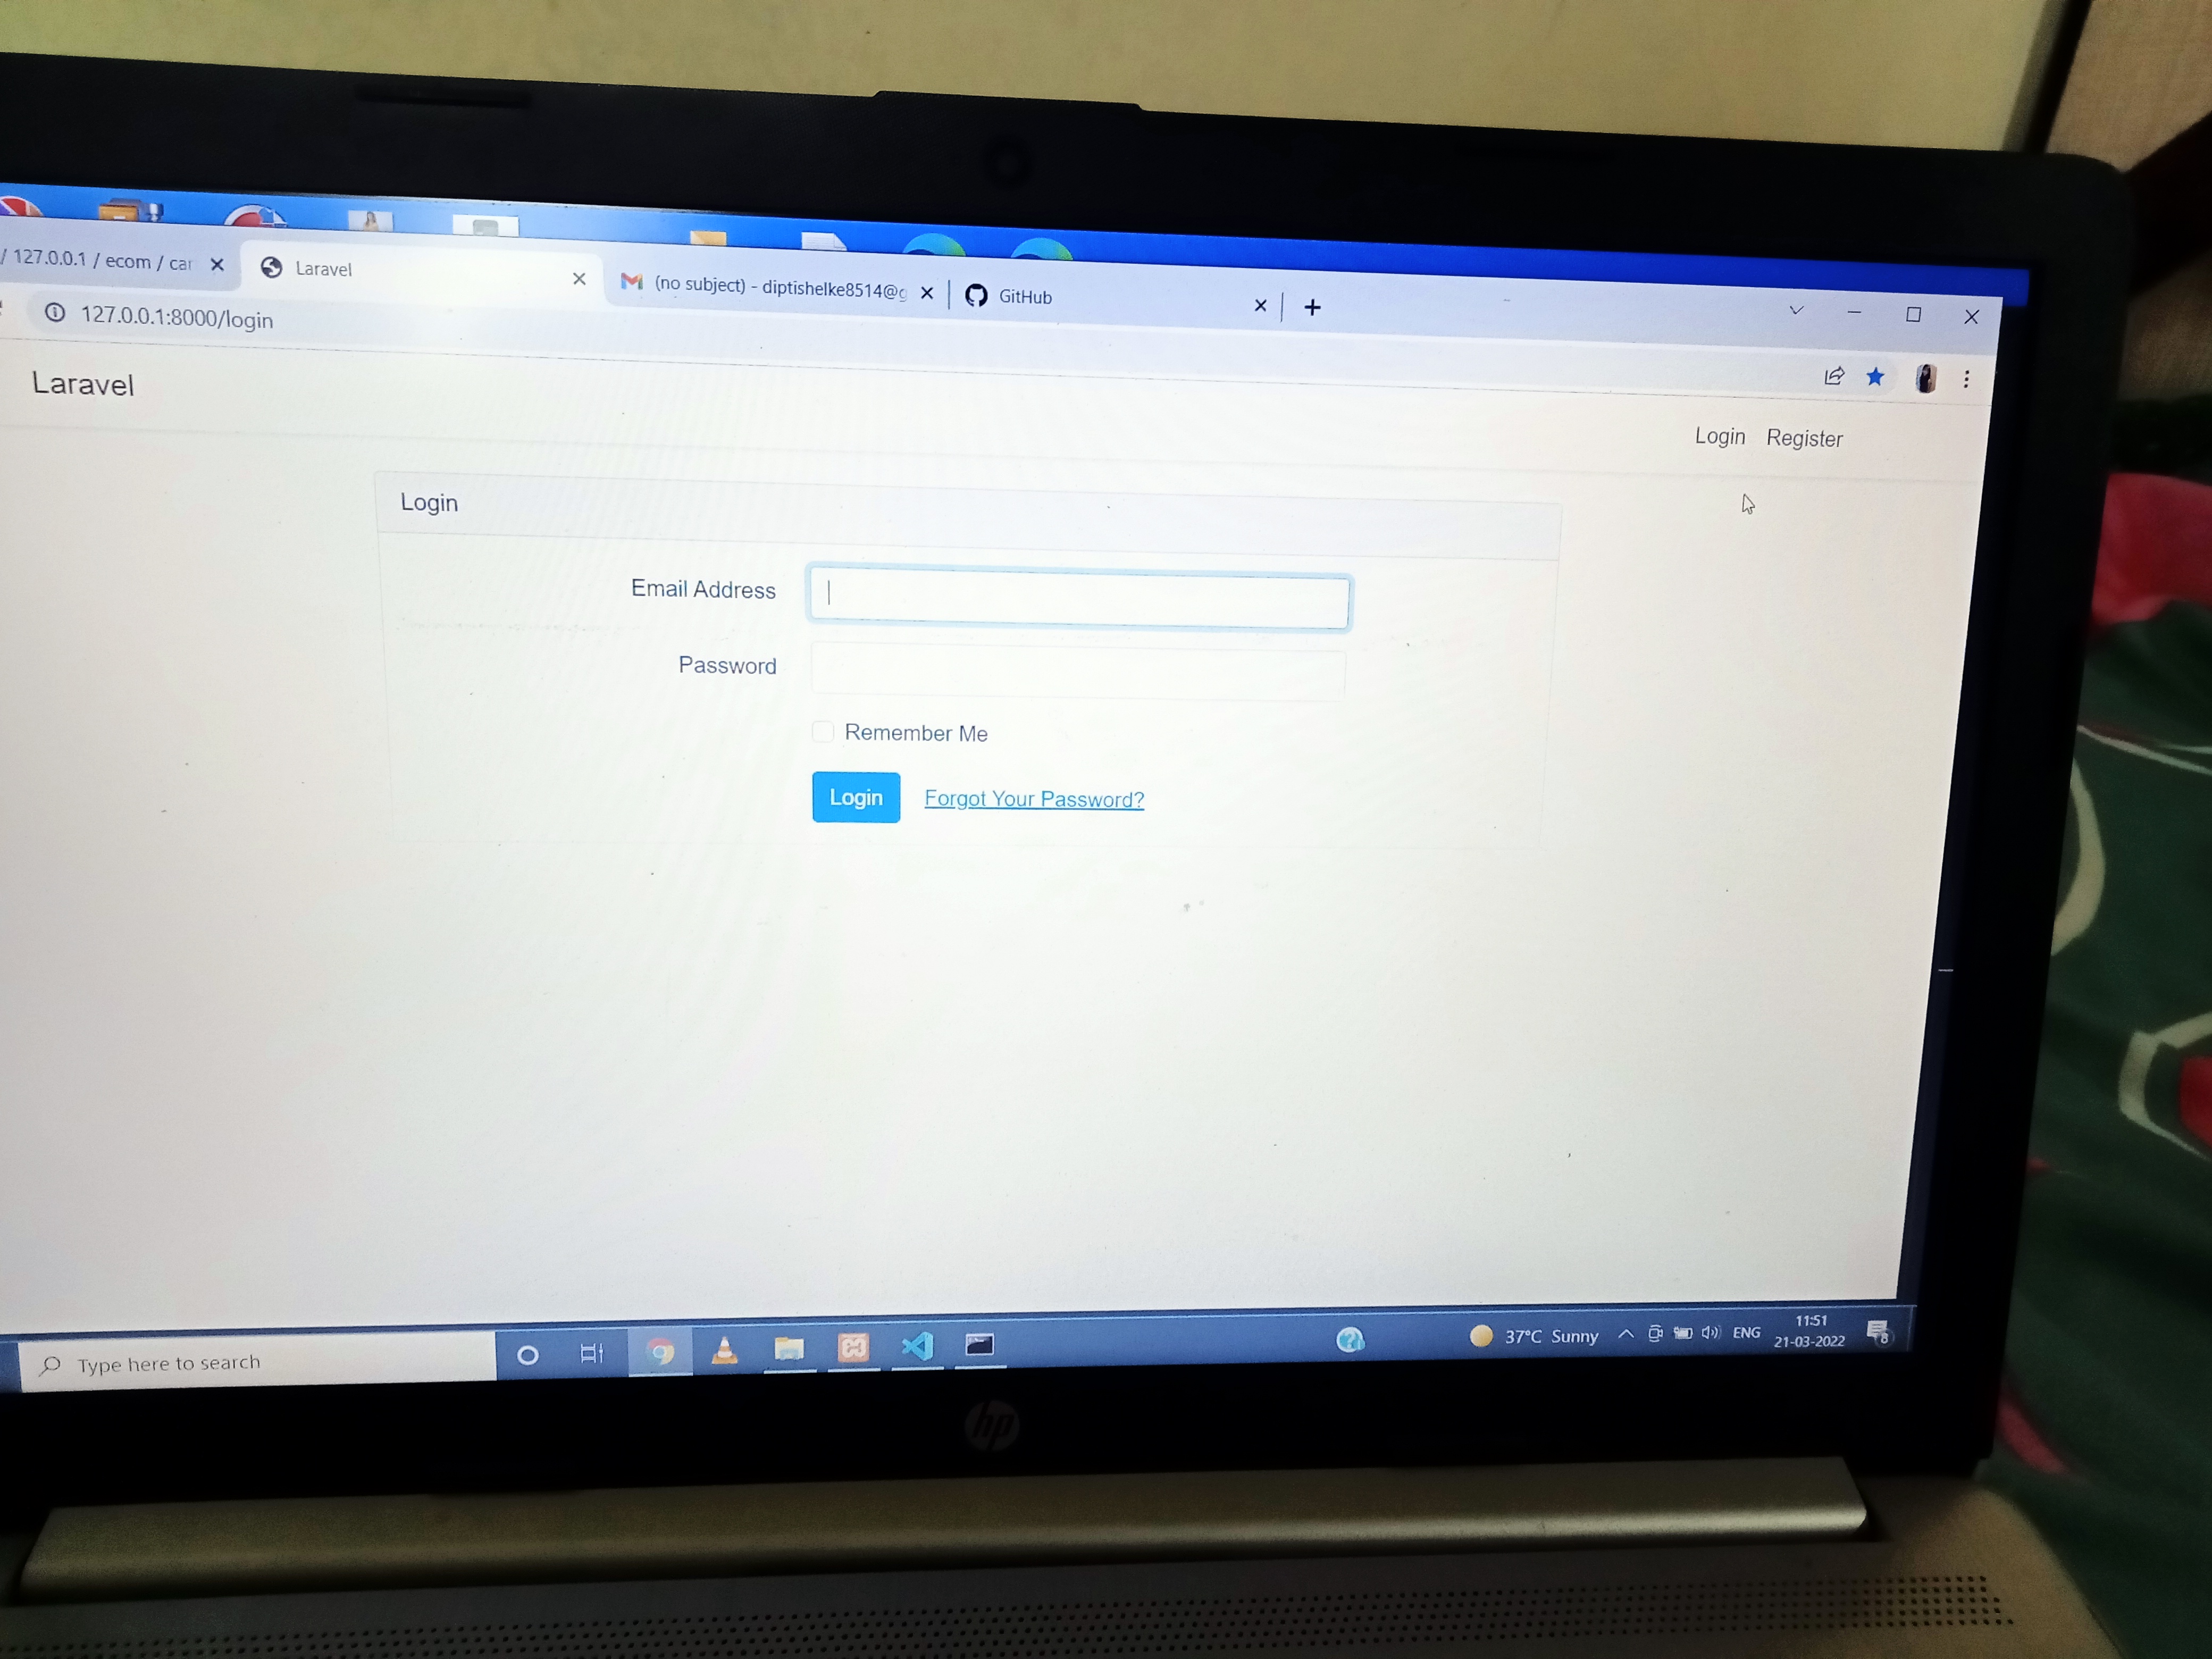 / 127.0.0.1 / ecom / car
Laravel
(no subject) - diptishelke8514@g
GitHub
127.0.0.1:8000/login
Laravel
Login Register
Login
Email Address
Password
Remember Me
Login Forgot Your Password?
Type here to search
37°C Sunny
ENG
11:51
21-03-2022
8
hp